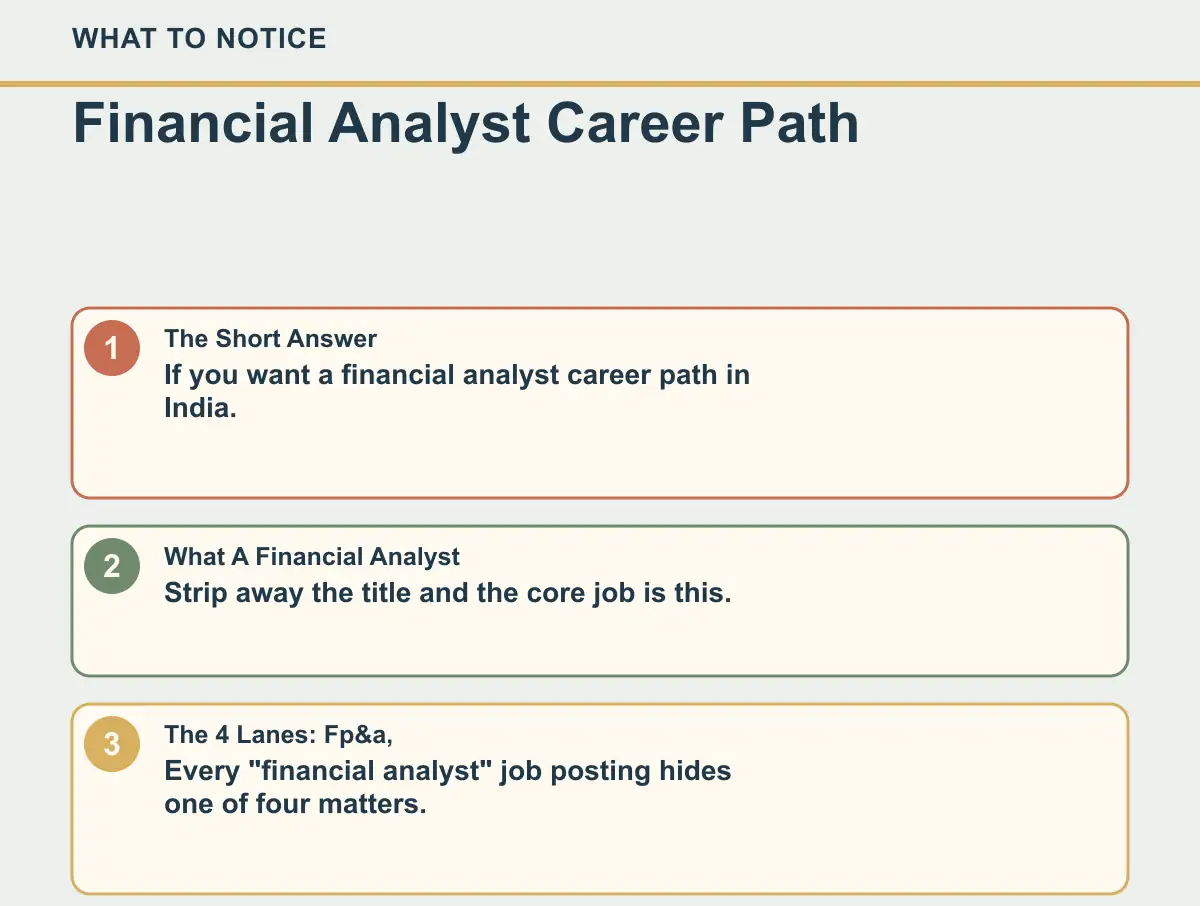 WHAT TO NOTICE
Financial Analyst Career Path
1
The Short Answer
If you want a financial analyst career path in
India.
2
What A Financial Analyst
Strip away the title and the core job is this.
3
The 4 Lanes: Fp&a,
Every "financial analyst" job posting hides
one of four matters.